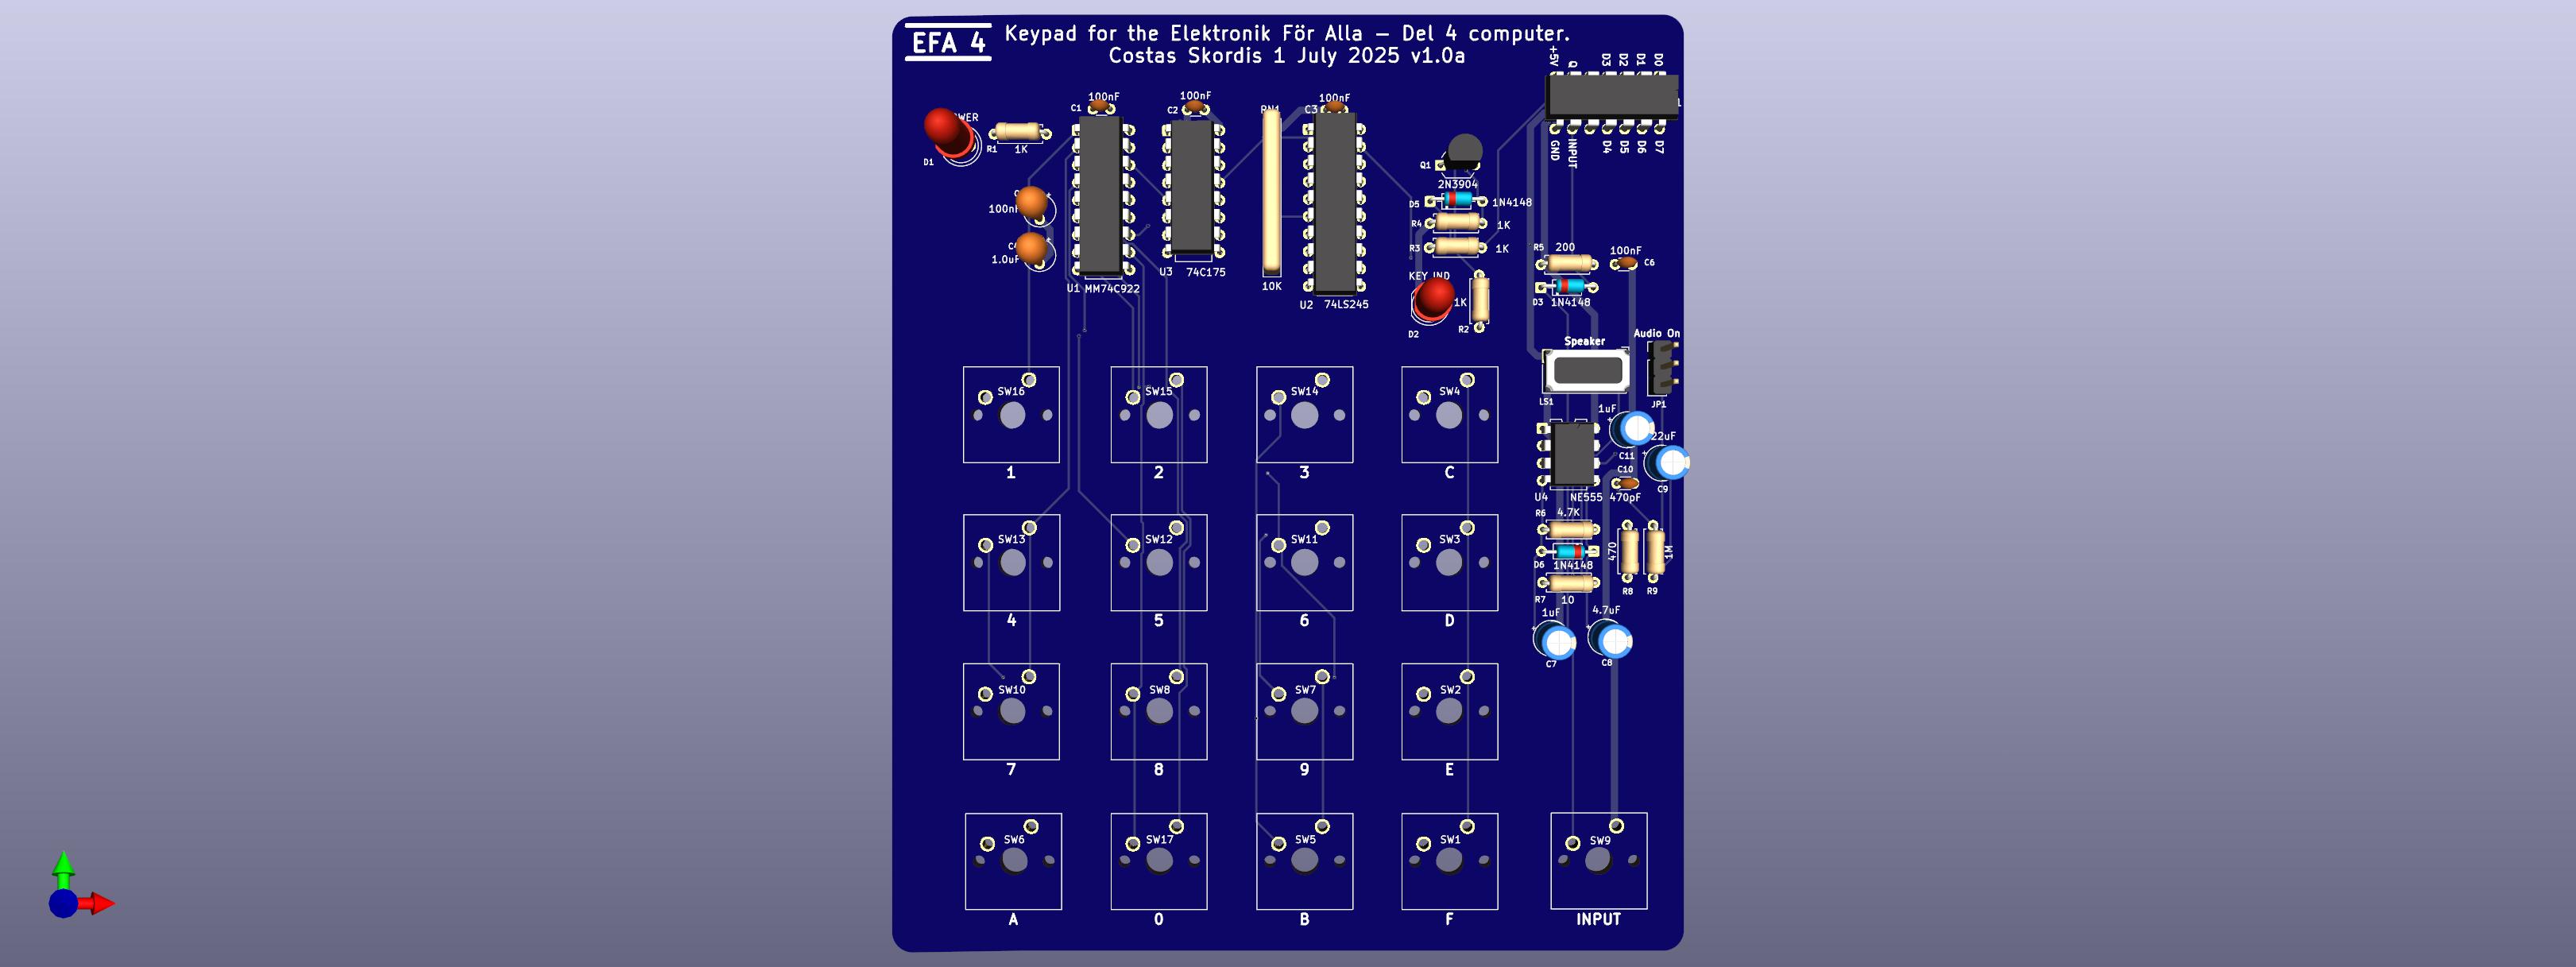 EFA 4
Keypad for the Elektronik För Alla – Del 4 computer.
Costas Skordis 1 July 2025 v1.0a
+5V Q D3 D2 D1 D0
GND INPUT D4 D5 D6 D7
D1
R1 1K
C1 100nF
C2 100nF
C3 100nF
100nF
1.0uF
U1 MM74C922
U3 74C175
RN1
10K
U2 74LS245
Q1
2N3904
D5 1N4148
R4 1K
R3 1K
KEY IND
1K
R2
D2
R5 200
100nF C6
D3 1N4148
Speaker
LS1
Audio On
JP1
1uF
C11
22uF
C9
C10
470pF
U4 NE555
R6 4.7K
D6 1N4148
R7 10
470
R8
1M
R9
1uF
C7
4.7uF
C8
SW16
1
SW15
2
SW14
3
SW4
C
SW13
4
SW12
5
SW11
6
SW3
D
SW10
7
SW8
8
SW7
9
SW2
E
SW6
A
SW17
0
SW5
B
SW1
F
SW9
INPUT